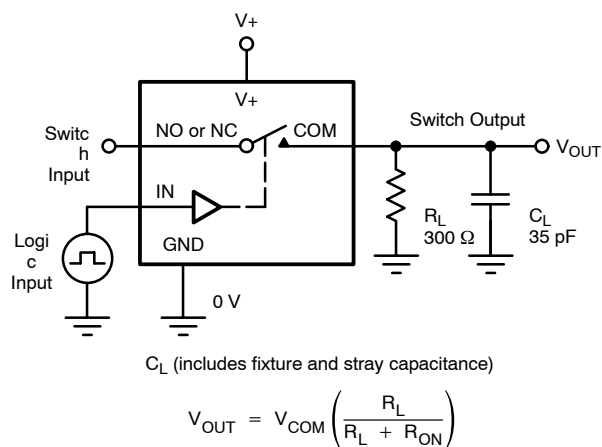 V+
V+
Switch Output
Switc
h
Input
NO or NC
COM
VOUT
IN
RL
300 Ω
CL
35 pF
Logi
c
Input
GND
0 V
CL (includes fixture and stray capacitance)
VOUT = VCOM ( RL / RL + RON )